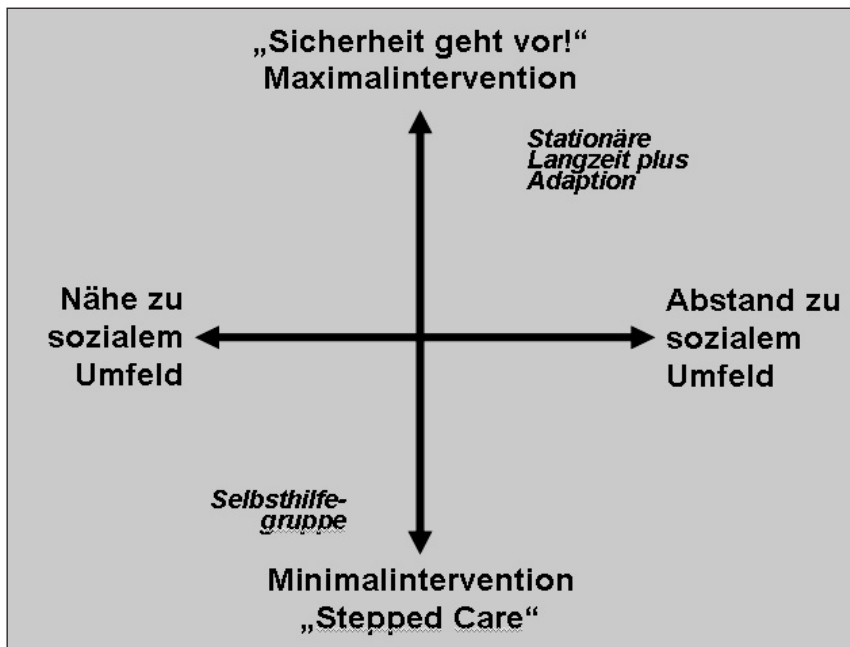 „Sicherheit geht vor!“
Maximalintervention
Stationäre
Langzeit plus
Adaption
Nähe zu
sozialem
Umfeld
Abstand zu
sozialem
Umfeld
Selbsthilfe-
gruppe
Minimalintervention
„Stepped Care“